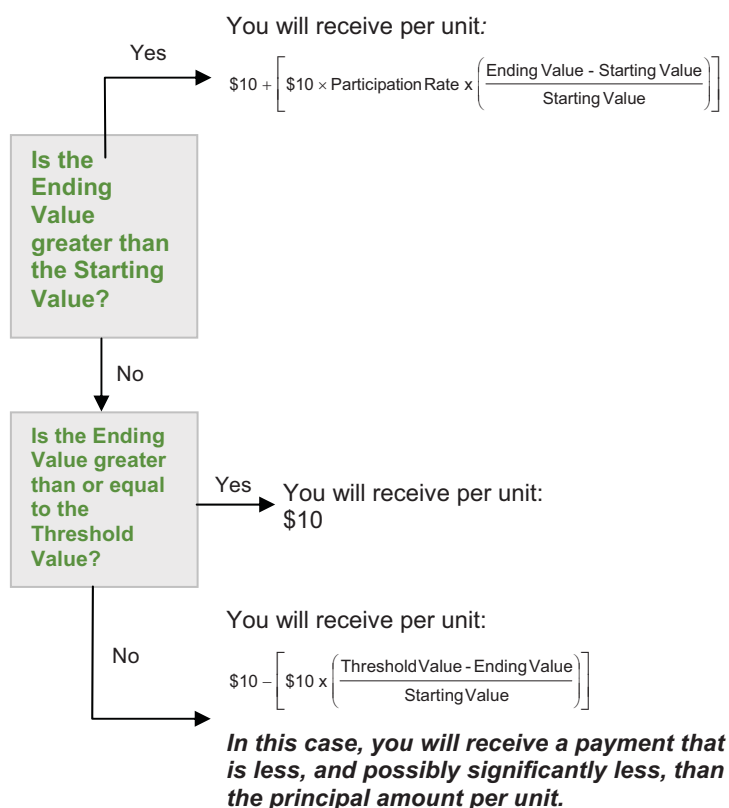 You will receive per unit:
Yes
$10 + [ $10 × Participation Rate x ( Ending Value - Starting Value / Starting Value ) ]
Is the
Ending
Value
greater than
the Starting
Value?
No
Is the Ending
Value greater
than or equal
to the
Threshold
Value?
Yes
You will receive per unit:
$10
You will receive per unit:
No
$10 − [ $10 x ( Threshold Value - Ending Value / Starting Value ) ]
In this case, you will receive a payment that
is less, and possibly significantly less, than
the principal amount per unit.